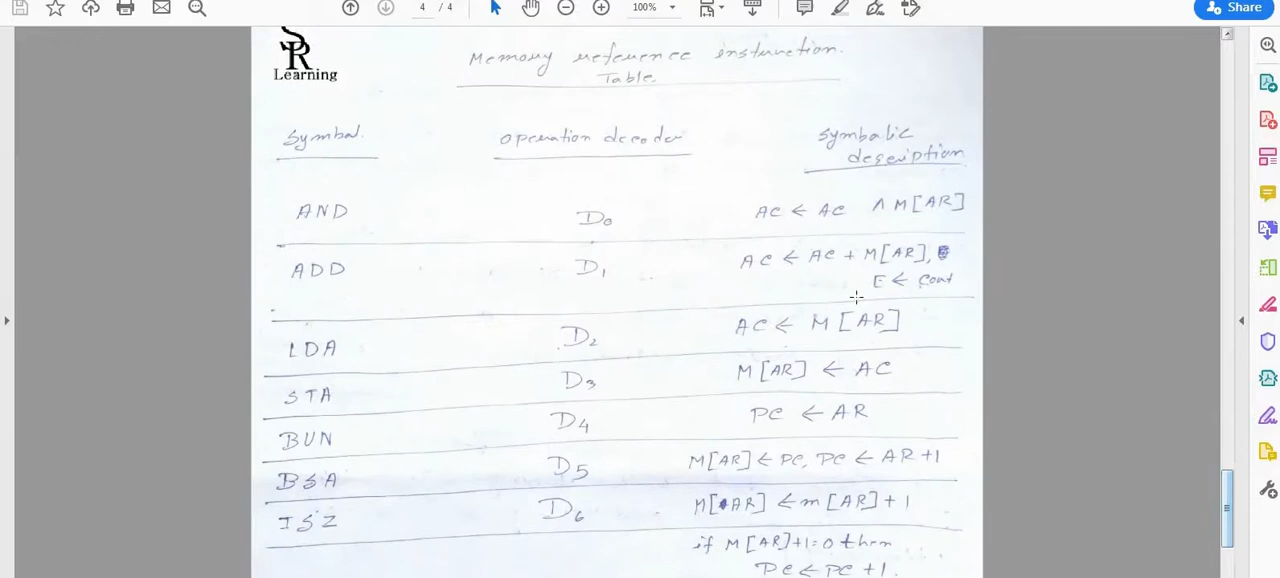 4 / 4
100%
Share
SR
Learning
Memory reference instruction
Table.
Symbol.
Operation decoder
Symbolic
description
AND
D0
AC ← AC ∧ M[AR]
ADD
D1
AC ← AC + M[AR],
E ← Cout
LDA
D2
AC ← M[AR]
STA
D3
M[AR] ← AC
BUN
D4
PC ← AR
BSA
D5
M[AR] ← PC, PC ← AR+1
ISZ
D6
M[AR] ← m[AR]+1
if M[AR]+1=0 then
PC ← PC+1.